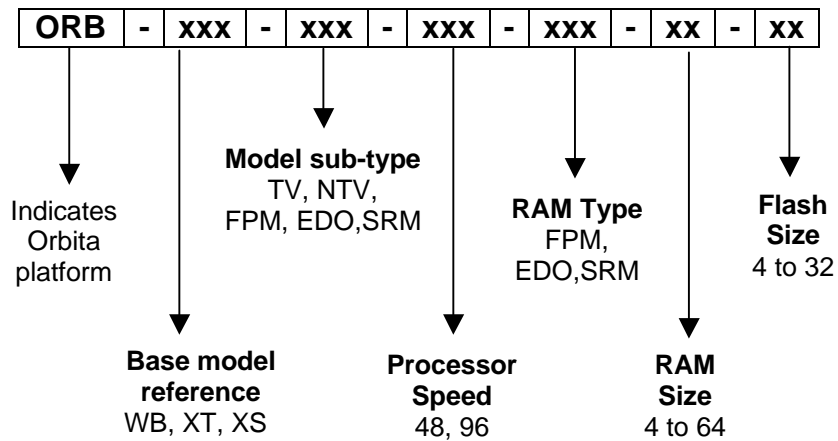 ORB - xxx - xxx - xxx - xxx - xx - xx
Indicates
Orbita
platform
Model sub-type
TV, NTV,
FPM, EDO,SRM
RAM Type
FPM,
EDO,SRM
Flash
Size
4 to 32
Base model
reference
WB, XT, XS
Processor
Speed
48, 96
RAM
Size
4 to 64